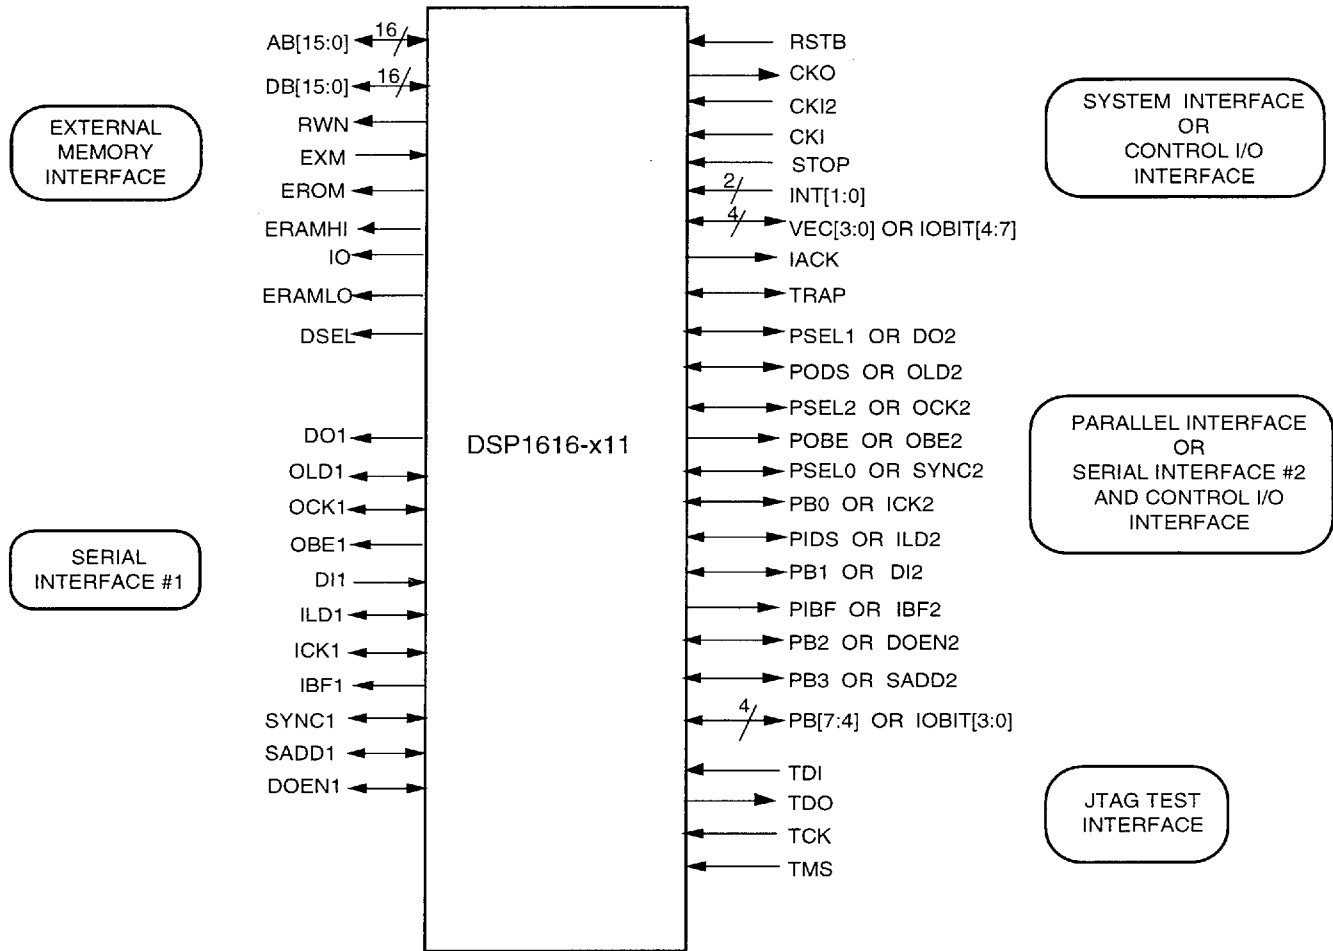 EXTERNAL
MEMORY
INTERFACE
SERIAL
INTERFACE #1
AB[15:0]
16
DB[15:0]
16
RWN
EXM
EROM
ERAMHI
IO
ERAMLO
DSEL
DO1
OLD1
OCK1
OBE1
DI1
ILD1
ICK1
IBF1
SYNC1
SADD1
DOEN1
DSP1616-x11
RSTB
CKO
CKI2
CKI
STOP
2
INT[1:0]
4
VEC[3:0] OR IOBIT[4:7]
IACK
TRAP
PSEL1 OR DO2
PODS OR OLD2
PSEL2 OR OCK2
POBE OR OBE2
PSEL0 OR SYNC2
PB0 OR ICK2
PIDS OR ILD2
PB1 OR DI2
PIBF OR IBF2
PB2 OR DOEN2
PB3 OR SADD2
4
PB[7:4] OR IOBIT[3:0]
TDI
TDO
TCK
TMS
SYSTEM INTERFACE
OR
CONTROL I/O
INTERFACE
PARALLEL INTERFACE
OR
SERIAL INTERFACE #2
AND CONTROL I/O
INTERFACE
JTAG TEST
INTERFACE